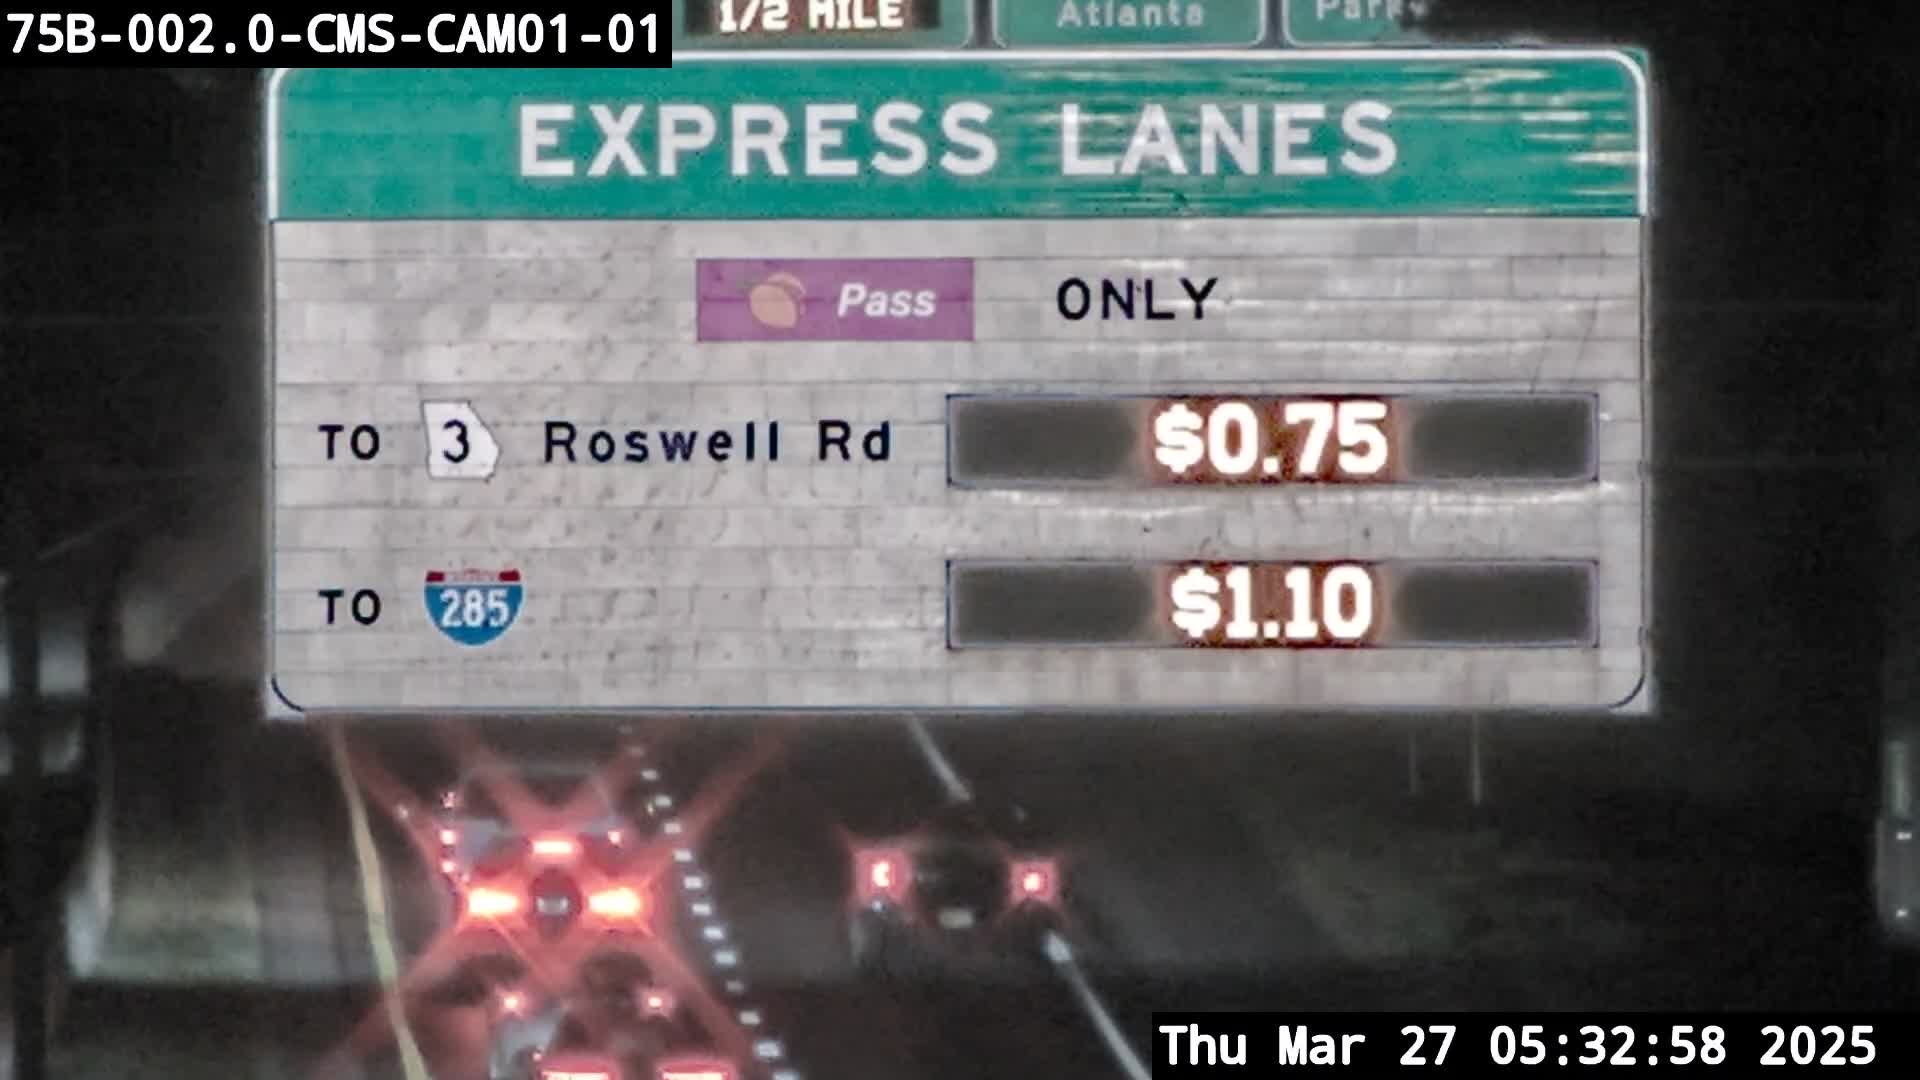 75B-002.0-CMS-CAM01-01
1/2 MILE
Atlanta
EXPRESS LANES
Pass ONLY
TO 3 Roswell Rd $0.75
TO 285 $1.10
Thu Mar 27 05:32:58 2025